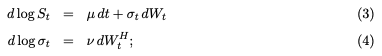 d log S_t = μ dt + σ_t dW_t (3)
d log σ_t = ν dW_t^H; (4)